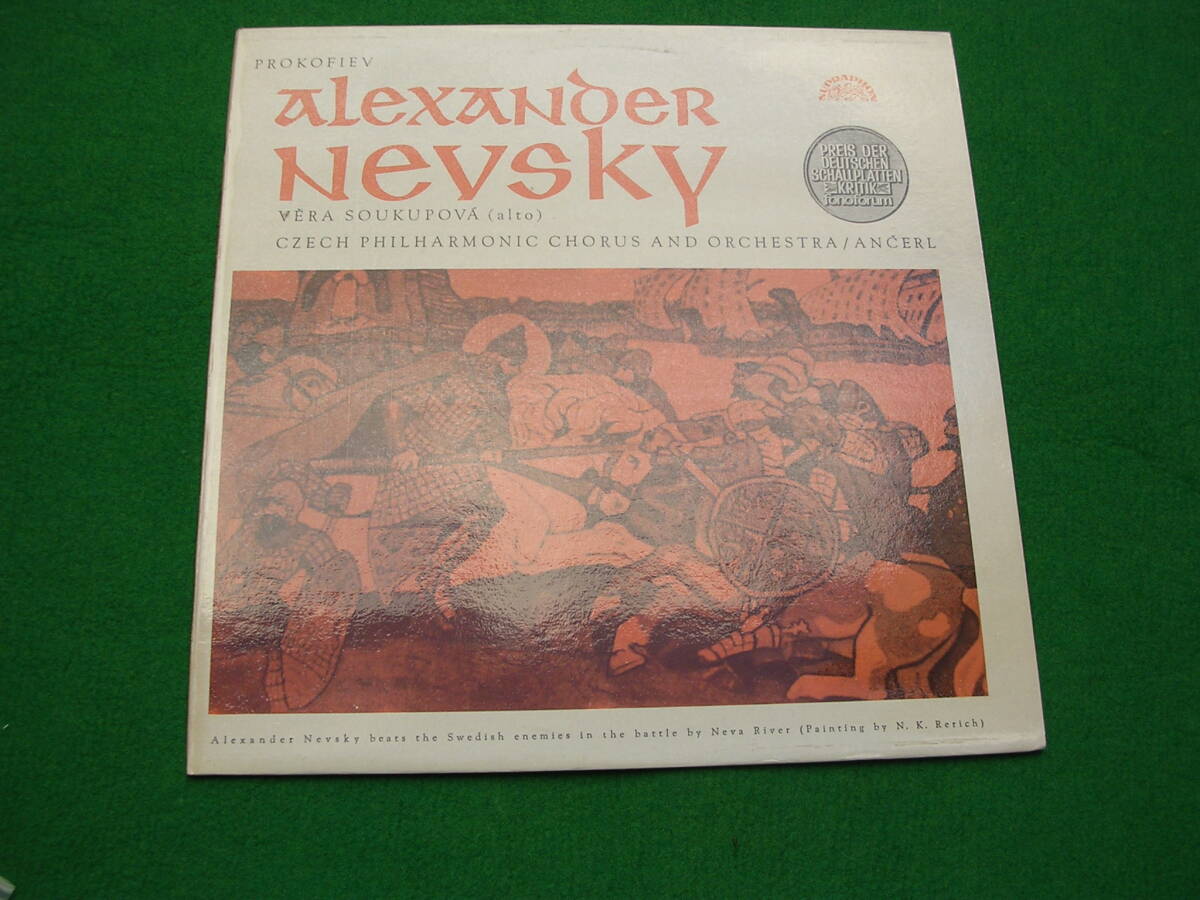 PROKOFIEV
ALEXANDER
NEVSKY
VĚRA SOUKUPOVÁ (alto)
CZECH PHILHARMONIC CHORUS AND ORCHESTRA/ANČERL
SUPRAPHON
PREIS DER
DEUTSCHEN
SCHALLPLATTEN
KRITIK
fonoforum
Alexander Nevsky beats the Swedish enemies in the battle by Neva River (Painting by N. K. Rerich)